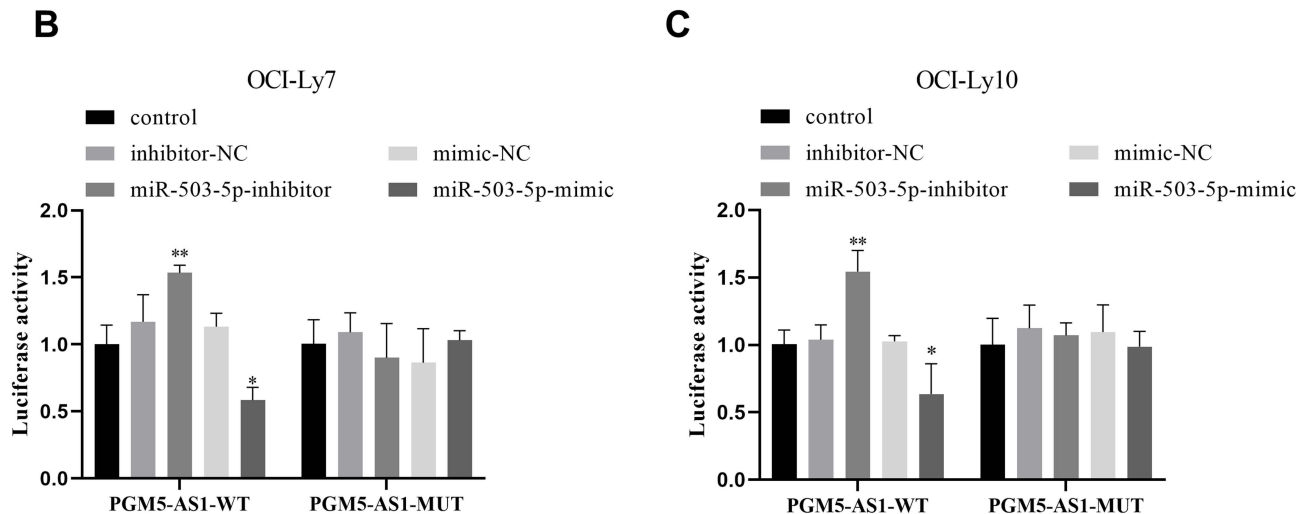 B
OCI-Ly7
control
inhibitor-NC
mimic-NC
miR-503-5p-inhibitor
miR-503-5p-mimic
Luciferase activity
2.0
1.5
1.0
0.5
0.0
**
*
PGM5-AS1-WT
PGM5-AS1-MUT
C
OCI-Ly10
control
inhibitor-NC
mimic-NC
miR-503-5p-inhibitor
miR-503-5p-mimic
Luciferase activity
2.0
1.5
1.0
0.5
0.0
**
*
PGM5-AS1-WT
PGM5-AS1-MUT